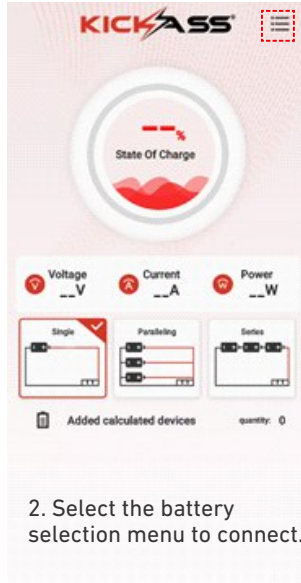 KICKASS
--%
State Of Charge
Voltage
__V
Current
__A
Power
__W
Single
Paralleling
Series
Added calculated devices
quantity: 0
2. Select the battery
selection menu to connect.